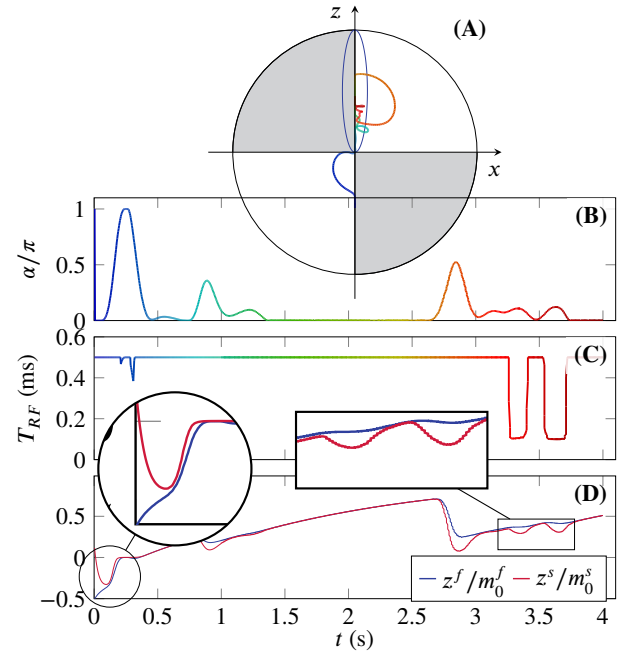 z
(A)
x
1
0.5
0
α/π
(B)
0.6
0.4
0.2
0
T_RF (ms)
(C)
0.5
0
−0.5
(D)
z^f/m_0^f
z^s/m_0^s
0 0.5 1 1.5 2 2.5 3 3.5 4
t (s)